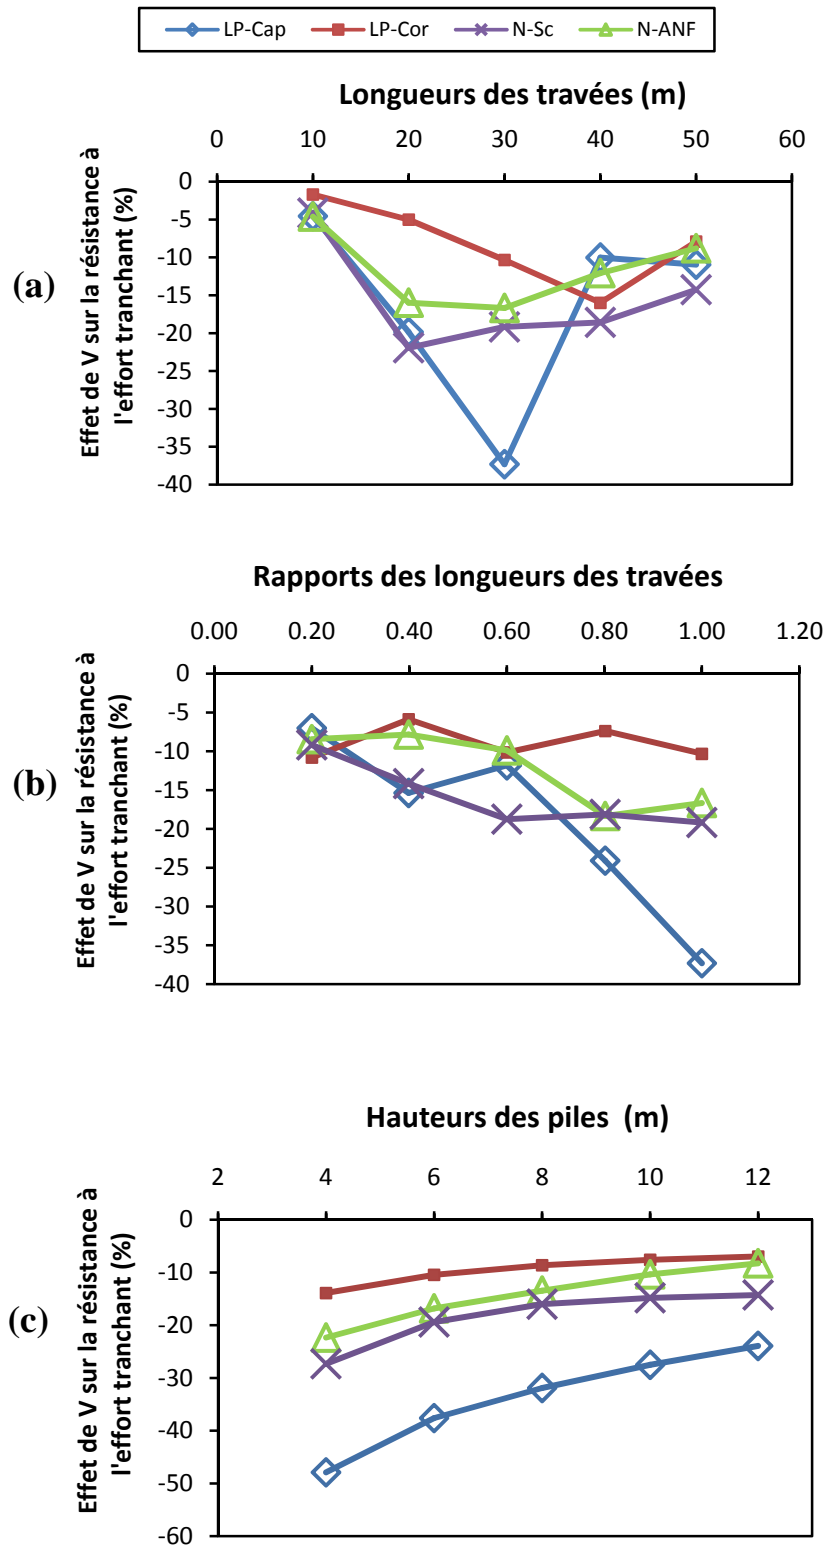 LP-Cap LP-Cor N-Sc N-ANF
Longueurs des travées (m)
0 10 20 30 40 50 60
0
-5
-10
-15
-20
-25
-30
-35
-40
Effet de V sur la résistance à
l'effort tranchant (%)
(a)
Rapports des longueurs des travées
0.00 0.20 0.40 0.60 0.80 1.00 1.20
0
-5
-10
-15
-20
-25
-30
-35
-40
Effet de V sur la résistance à
l'effort tranchant (%)
(b)
Hauteurs des piles (m)
2 4 6 8 10 12
0
-10
-20
-30
-40
-50
-60
Effet de V sur la résistance à
l'effort tranchant (%)
(c)